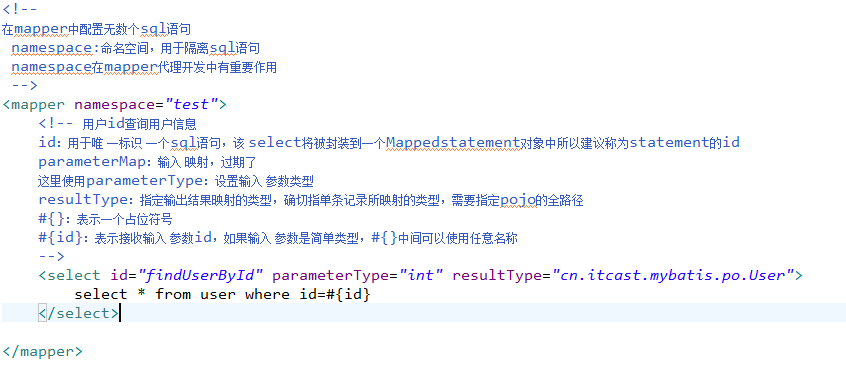 <!--
在mapper中配置无数个sql语句
namespace:命名空间，用于隔离sql语句
namespace在mapper代理开发中有重要作用
-->
<mapper namespace="test">
<!-- 用户id查询用户信息
id：用于唯一标识一个sql语句，该select将被封装到一个Mappedstatement对象中所以建议称为statement的id
parameterMap：输入映射，过期了
这里使用parameterType：设置输入参数类型
resultType：指定输出结果映射的类型，确切指单条记录所映射的类型，需要指定pojo的全路径
#{}：表示一个占位符号
#{id}：表示接收输入参数id，如果输入参数是简单类型，#{}中间可以使用任意名称
-->
<select id="findUserById" parameterType="int" resultType="cn.itcast.mybatis.po.User">
select * from user where id=#{id}
</select>
</mapper>